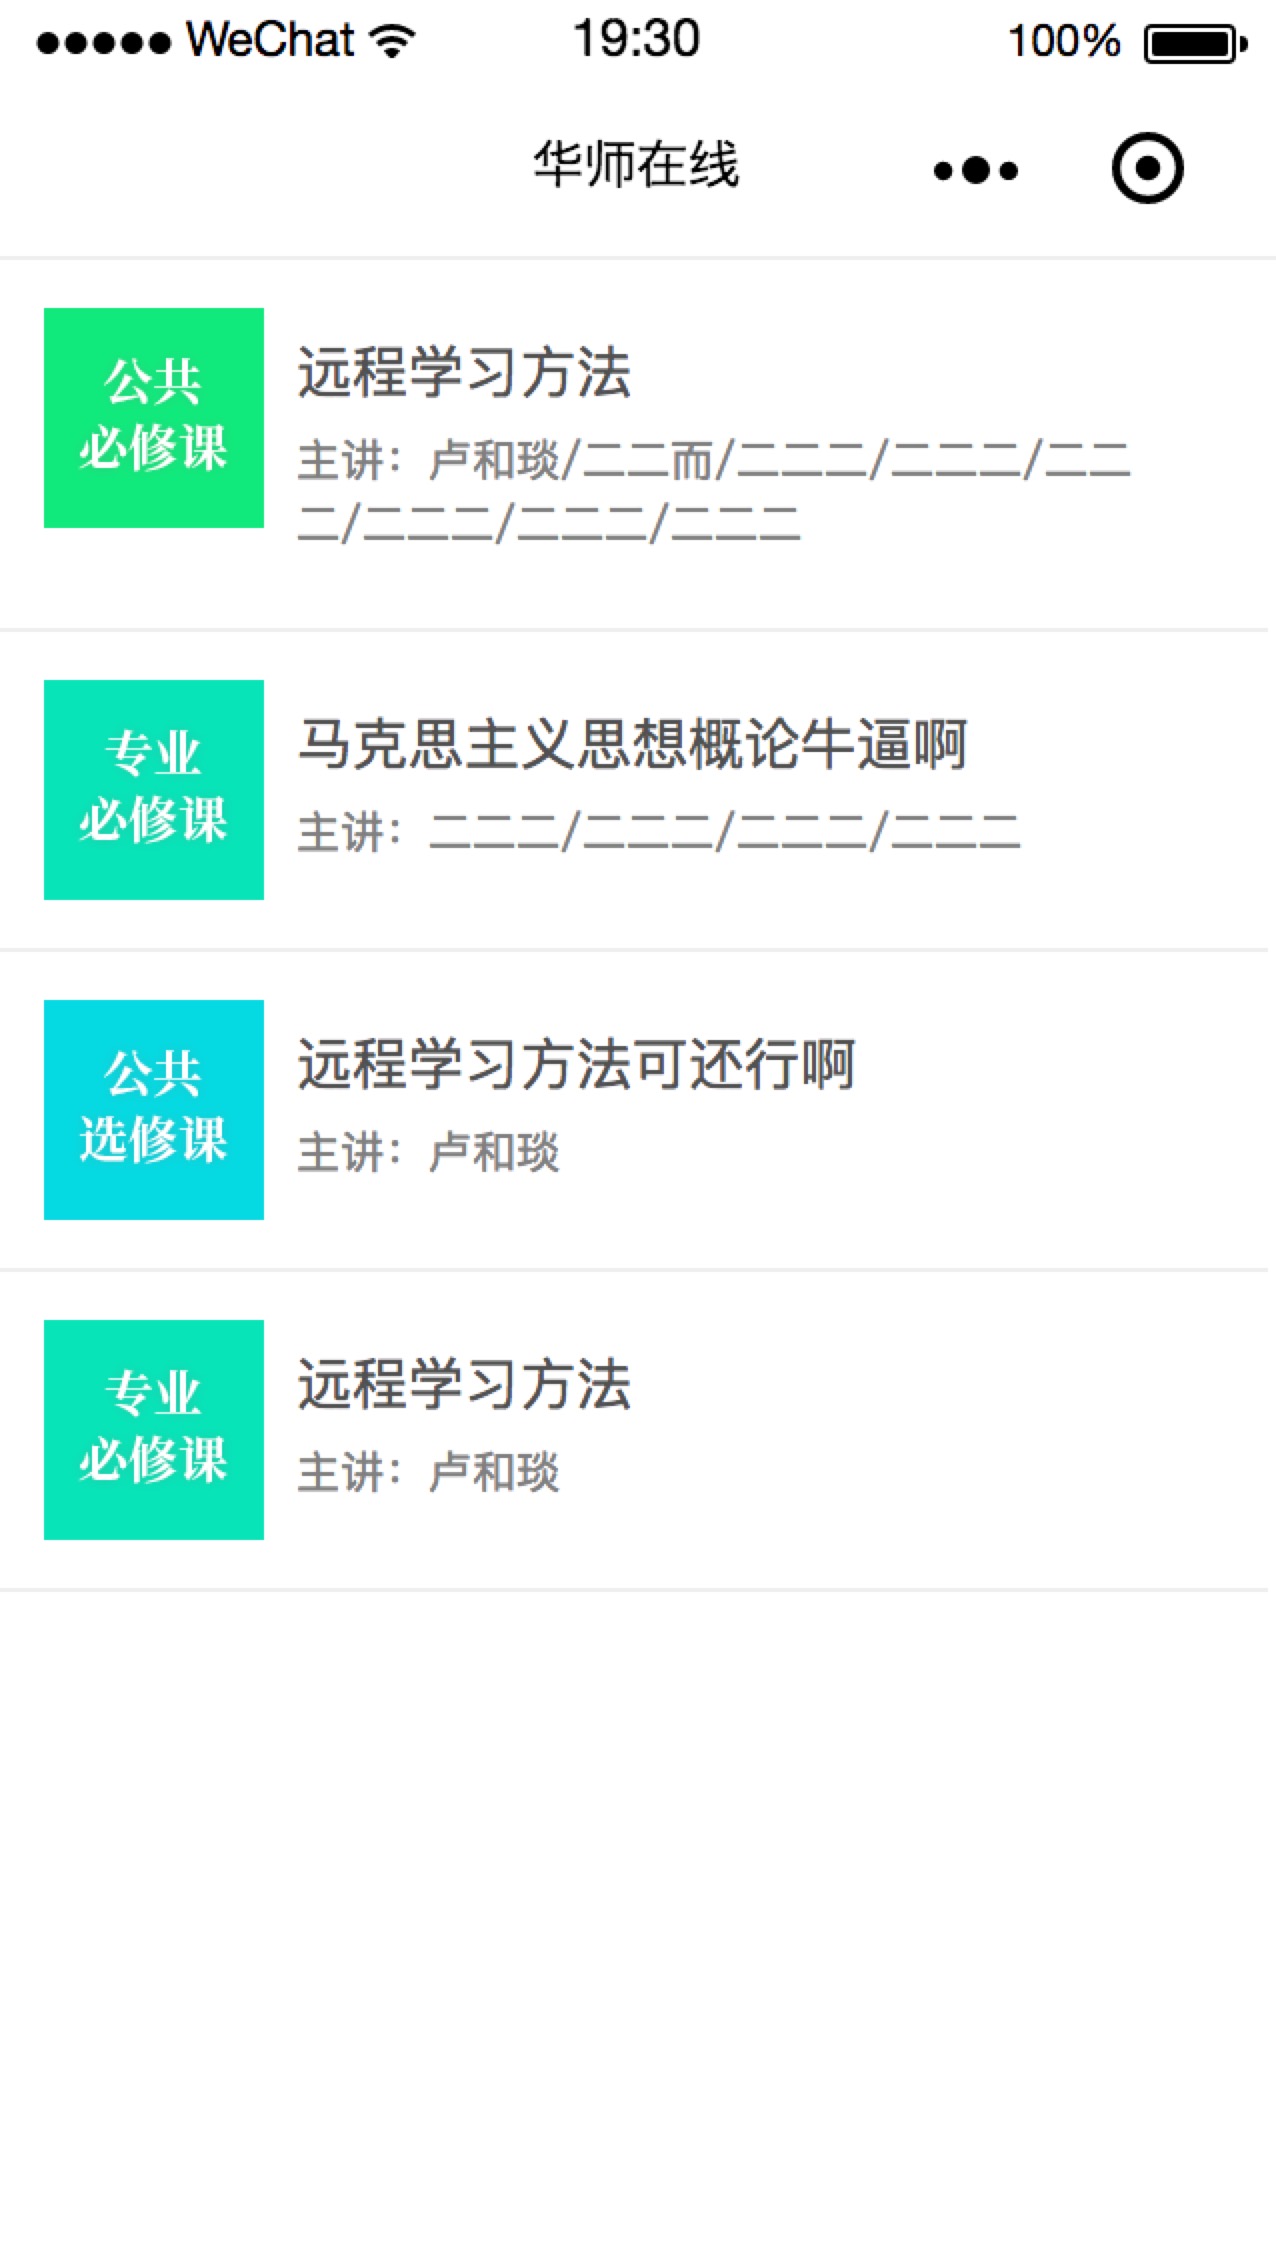 WeChat 19:30 100%
华师在线
公共
必修课
远程学习方法
主讲：卢和琰/二二而/二二二/二二二/二二
二/二二二/二二二/二二二
专业
必修课
马克思主义思想概论牛逼啊
主讲：二二二/二二二/二二二/二二二
公共
选修课
远程学习方法可还行啊
主讲：卢和琰
专业
必修课
远程学习方法
主讲：卢和琰